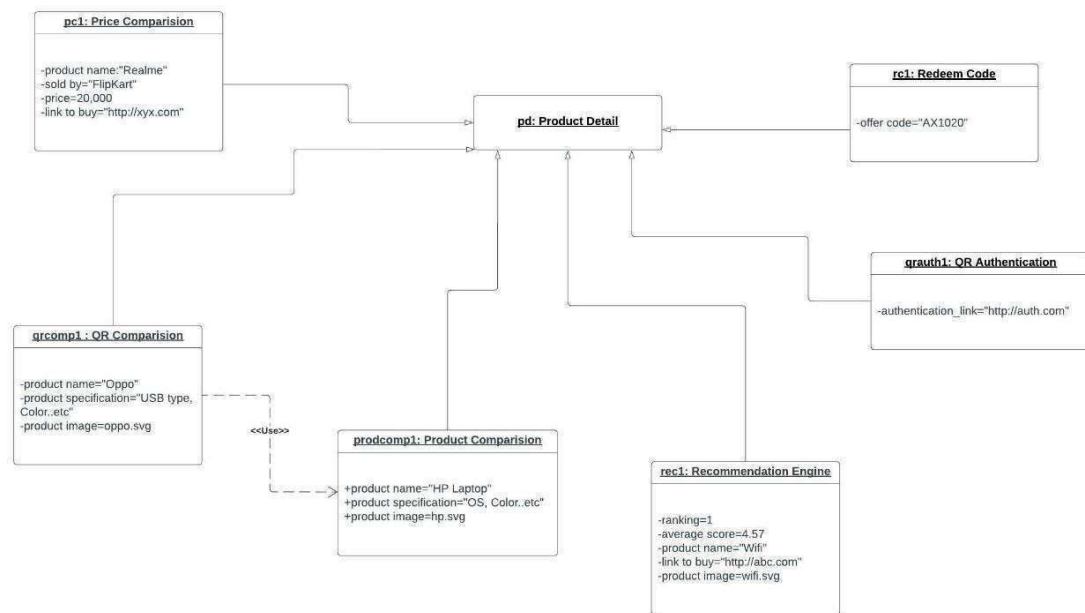 pc1: Price Comparision
-product name:"Realme"
-sold by="FlipKart"
-price=20,000
-link to buy="http://xyx.com"
pd: Product Detail
rc1: Redeem Code
-offer code="AX1020"
qrauth1: QR Authentication
-authentication_link="http://auth.com"
qrcomp1 : QR Comparision
-product name="Oppo"
-product specification="USB type,
Color..etc"
-product image=oppo.svg
<<Use>>
prodcomp1: Product Comparision
+product name="HP Laptop"
+product specification="OS, Color..etc"
+product image=hp.svg
rec1: Recommendation Engine
-ranking=1
-average score=4.57
-product name="Wifi"
-link to buy="http://abc.com"
-product image=wifi.svg